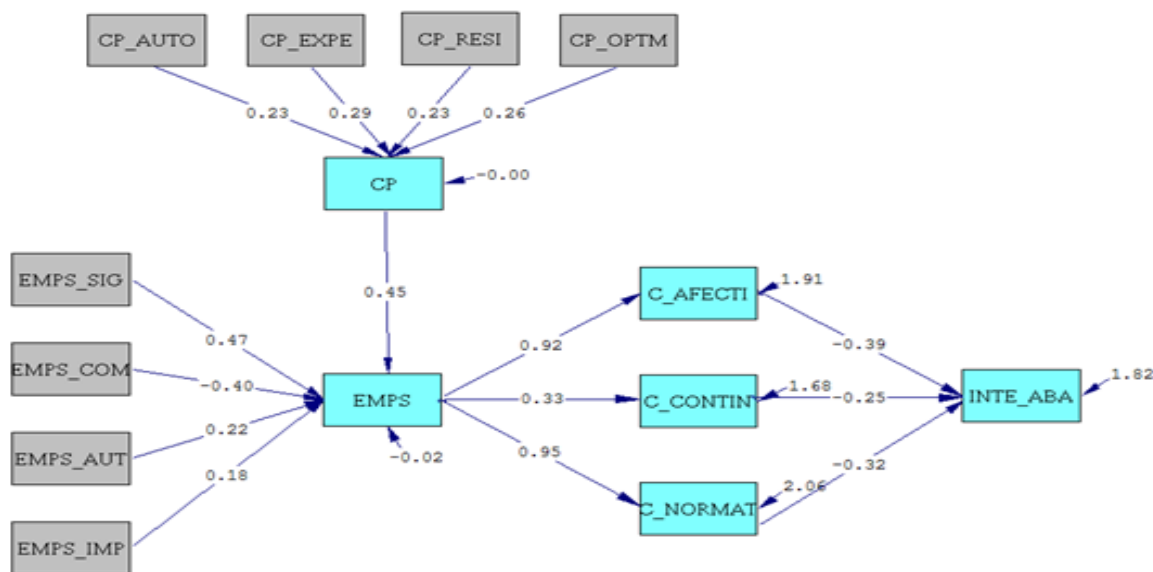 CP_AUTO CP_EXPE CP_RESI CP_OPTM
0.23 0.29 0.23 0.26
CP
-0.00
EMPS_SIG
0.45
C_AFECTI
1.91
0.47
0.92
-0.39
EMPS_COM
-0.40
EMPS
0.33
C_CONTIN
1.68
-0.25
INTE_ABA
1.82
EMPS_AUT
0.22
-0.02
0.95
-0.32
0.18
C_NORMAT
2.06
EMPS_IMP